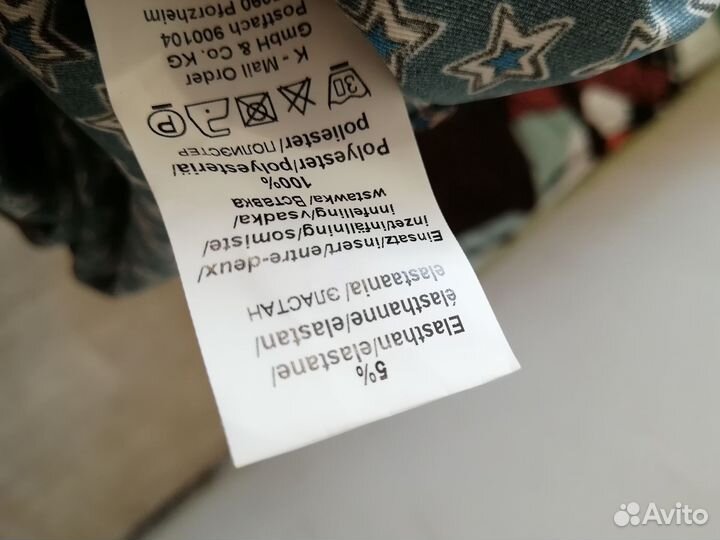 5%
Elasthan/elastane/
élasthanne/elastan/
elastaania/ ЭЛАСТАН
Einsatz/insert/entre-deux/
inzet/infällning/somiste/
innfelling/vsadka/
wstawka/ Вставка
100%
Polyester/polyesteriä/
poliester/ ПОЛИЭСТЕР
30 P
K - Mail Order
GmbH & Co. KG
Postfach 900104
Pforzheim
Avito